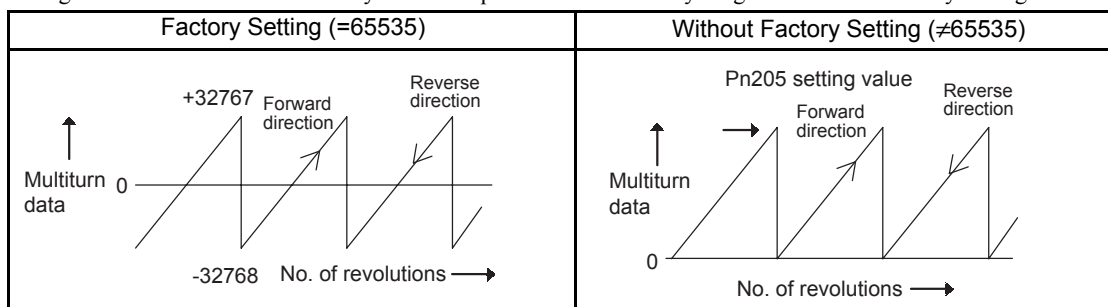 Factory Setting (=65535)
Without Factory Setting (≠65535)
+32767
Forward
direction
Reverse
direction
Multiturn
data
0
-32768
No. of revolutions
Pn205 setting value
Forward
direction
Reverse
direction
Multiturn
data
0
No. of revolutions